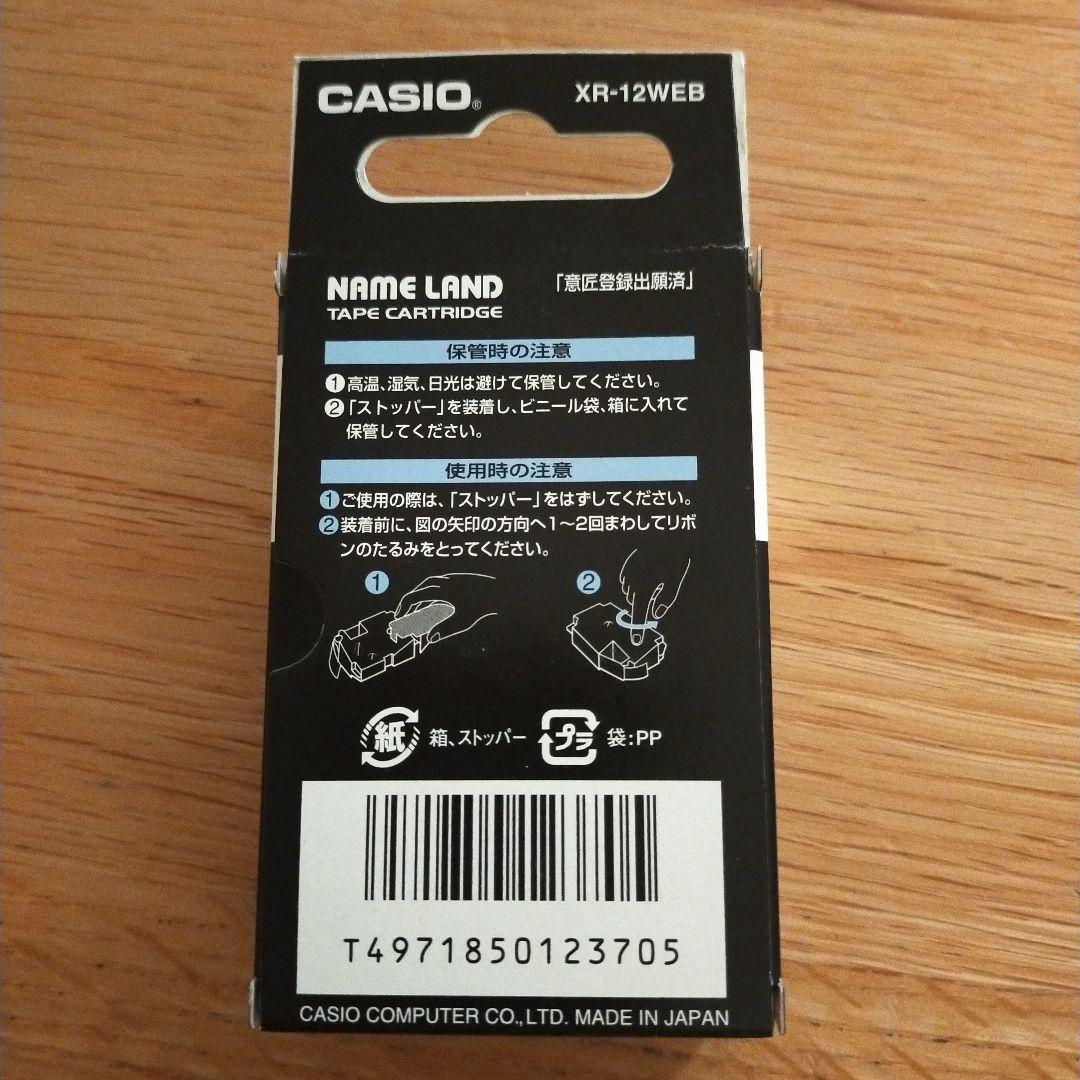 CASIO®
XR-12WEB
NAME LAND
TAPE CARTRIDGE
「意匠登録出願済」
保管時の注意
①高温、湿気、日光は避けて保管してください。
②「ストッパー」を装着し、ビニール袋、箱に入れて
保管してください。
使用時の注意
①ご使用の際は、「ストッパー」をはずしてください。
②装着前に、図の矢印の方向へ1〜2回まわしてリボ
ンのたるみをとってください。
① ②
紙 箱、ストッパー プラ 袋:PP
T4971850123705
CASIO COMPUTER CO.,LTD. MADE IN JAPAN